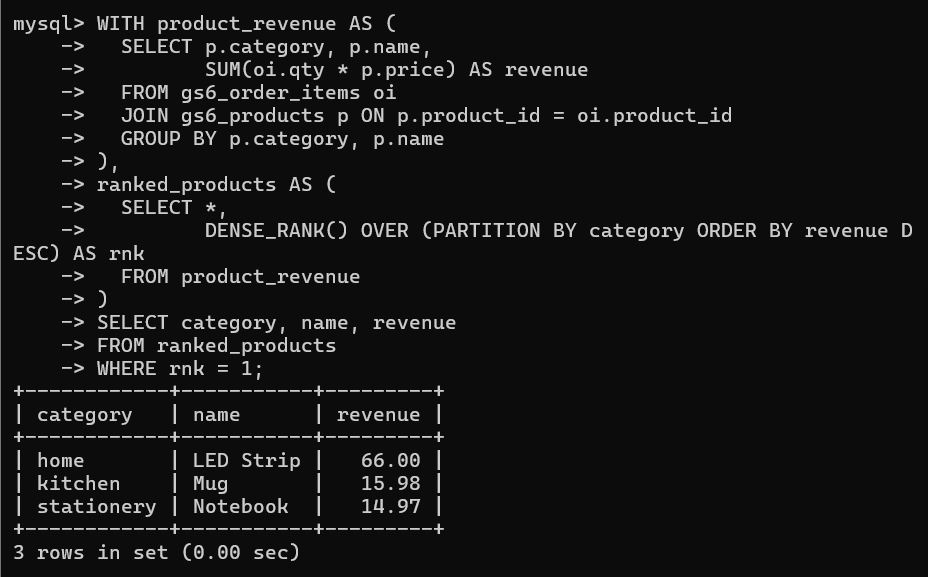 mysql> WITH product_revenue AS (
    ->   SELECT p.category, p.name,
    ->          SUM(oi.qty * p.price) AS revenue
    ->   FROM gs6_order_items oi
    ->   JOIN gs6_products p ON p.product_id = oi.product_id
    ->   GROUP BY p.category, p.name
    -> ),
    -> ranked_products AS (
    ->   SELECT *,
    ->          DENSE_RANK() OVER (PARTITION BY category ORDER BY revenue D
ESC) AS rnk
    ->   FROM product_revenue
    -> )
    -> SELECT category, name, revenue
    -> FROM ranked_products
    -> WHERE rnk = 1;
+------------+-----------+---------+
| category   | name      | revenue |
+------------+-----------+---------+
| home       | LED Strip |   66.00 |
| kitchen    | Mug       |   15.98 |
| stationery | Notebook  |   14.97 |
+------------+-----------+---------+
3 rows in set (0.00 sec)